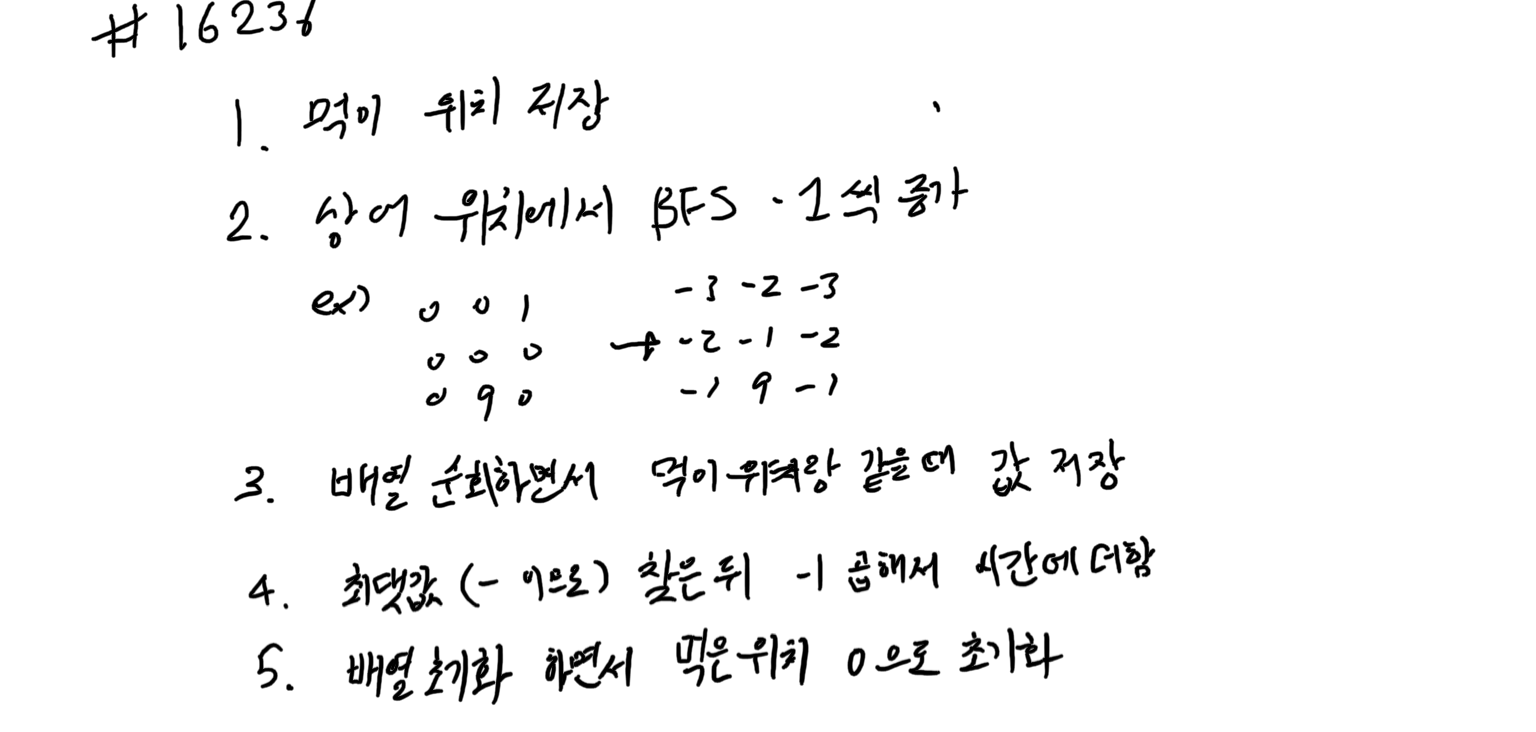 # 16236
1. 먹이 위치 저장
2. 상어 위치에서 BFS · 1씩 증가
ex) 0 0 1 -3 -2 -3
0 0 0 → -2 -1 -2
0 9 0 -1 9 -1
3. 배열 순회하면서 먹이위치랑 같을때 값 저장
4. 최댓값 (- 이므로) 찾은뒤 -1 곱해서 시간에 더함
5. 배열초기화 하면서 먹은위치 0으로 초기화